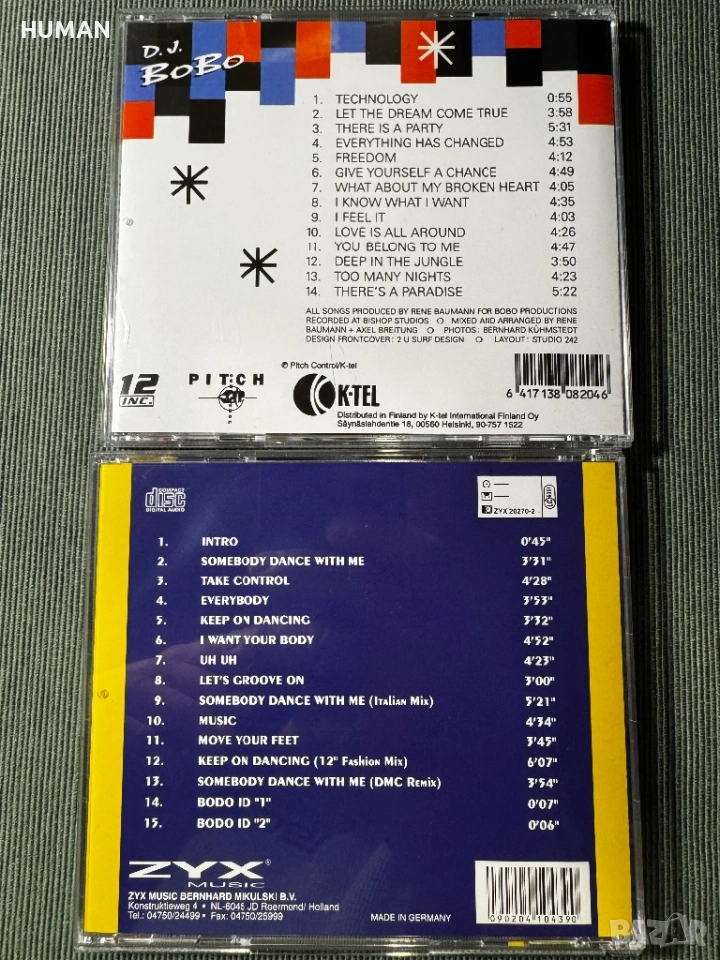 HUMAN
D.J.
BoBo
1. TECHNOLOGY 0:55
2. LET THE DREAM COME TRUE 3:58
3. THERE IS A PARTY 5:31
4. EVERYTHING HAS CHANGED 4:53
5. FREEDOM 4:12
6. GIVE YOURSELF A CHANCE 4:49
7. WHAT ABOUT MY BROKEN HEART 4:05
8. I KNOW WHAT I WANT 4:35
9. I FEEL IT 4:03
10. LOVE IS ALL AROUND 4:26
11. YOU BELONG TO ME 4:47
12. DEEP IN THE JUNGLE 3:50
13. TOO MANY NIGHTS 4:23
14. THERE'S A PARADISE 5:22
ALL SONGS PRODUCED BY RENE BAUMANN FOR BOBO PRODUCTIONS
RECORDED AT BISHOP STUDIOS O MIXED AND ARRANGED BY RENE
BAUMANN + AXEL BREITUNG O PHOTOS: BERNHARD KÜHMSTEDT
DESIGN FRONTCOVER: 2 U SURF DESIGN O LAYOUT: STUDIO 242
℗ Pitch Control/K-tel
12
INC.
PITCH
K-TEL
Distributed in Finland by K-tel International Finland Oy
Säynäslahdentie 18, 00560 Helsinki, 90-757 1522
6 417138 082046
COMPACT
disc
DIGITAL AUDIO
ZYX 20270-2
1. INTRO 0'45"
2. SOMEBODY DANCE WITH ME 3'31"
3. TAKE CONTROL 4'28"
4. EVERYBODY 3'53"
5. KEEP ON DANCING 3'32"
6. I WANT YOUR BODY 4'52"
7. UH UH 4'23"
8. LET'S GROOVE ON 3'00"
9. SOMEBODY DANCE WITH ME (Italian Mix) 5'21"
10. MUSIC 4'34"
11. MOVE YOUR FEET 3'45"
12. KEEP ON DANCING (12" Fashion Mix) 6'07"
13. SOMEBODY DANCE WITH ME (DMC Remix) 3'54"
14. BODO ID "1" 0'07"
15. BODO ID "2" 0'06"
ZYX®
MUSIC
ZYX MUSIC BERNHARD MIKULSKI B.V.
Konstruktieweg 4 • NL-6045 JD Roermond/ Holland
Tel.: 04750/24499 • Fax: 04750/25999
MADE IN GERMANY
090204 104390
BAZAR